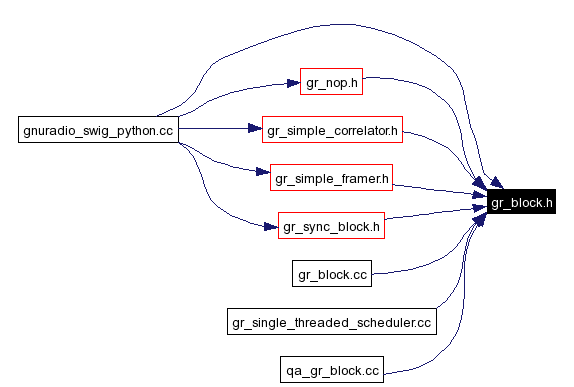 gr_nop.h
gnuradio_swig_python.cc
gr_simple_correlator.h
gr_simple_framer.h
gr_block.h
gr_sync_block.h
gr_block.cc
gr_single_threaded_scheduler.cc
qa_gr_block.cc